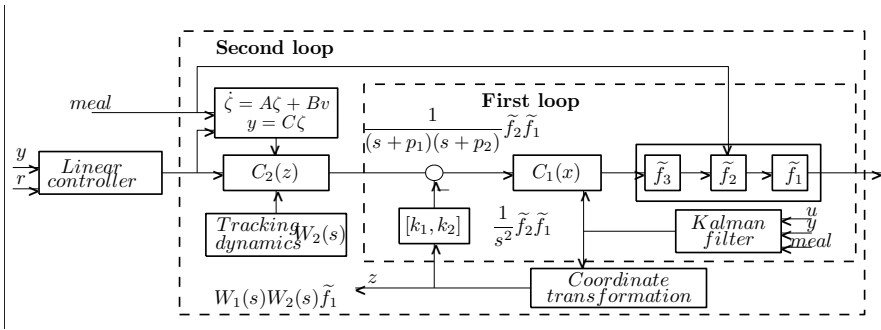 Second loop
meal
ζ̇ = Aζ + Bv
y = Cζ
First loop
1
(s + p₁)(s + p₂) f̃₂f̃₁
y
r
Linear
controller
C₂(z)
−
C₁(x)
f̃₃
f̃₂
f̃₁
Tracking
dynamics
W₂(s)
[k₁, k₂]
1
s² f̃₂f̃₁
Kalman
filter
u
y
meal
z
Coordinate
transformation
W₁(s)W₂(s)f̃₁